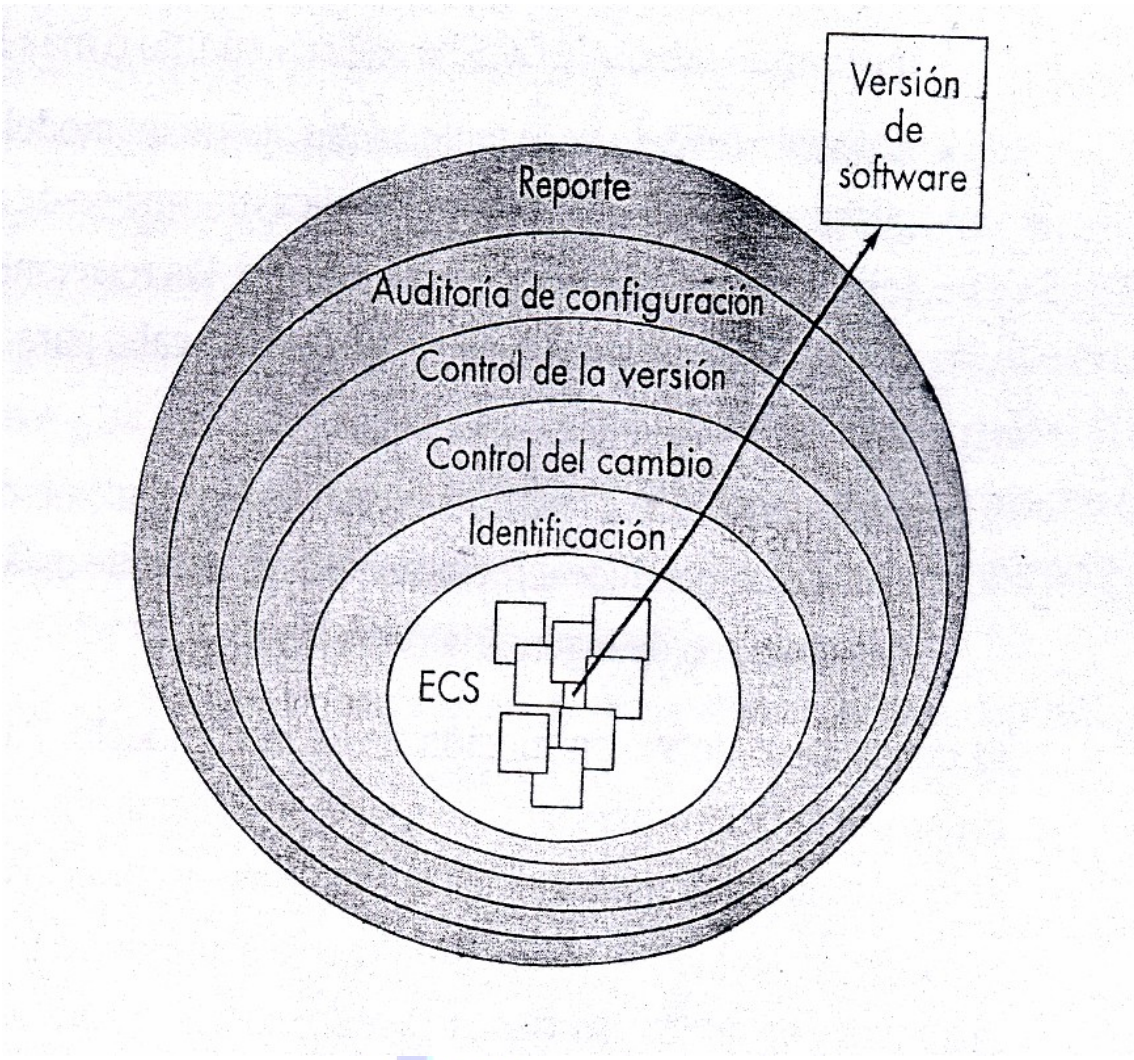 Versión
de
software
Reporte
Auditoría de configuración
Control de la versión
Control del cambio
Identificación
ECS